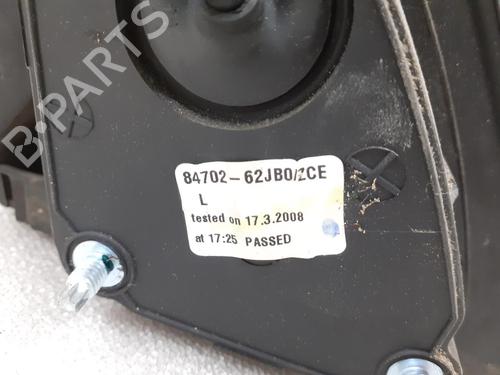 B-PARTS
84702-62JB0/ZCE
L
tested on 17.3.2008
at 17:25 PASSED